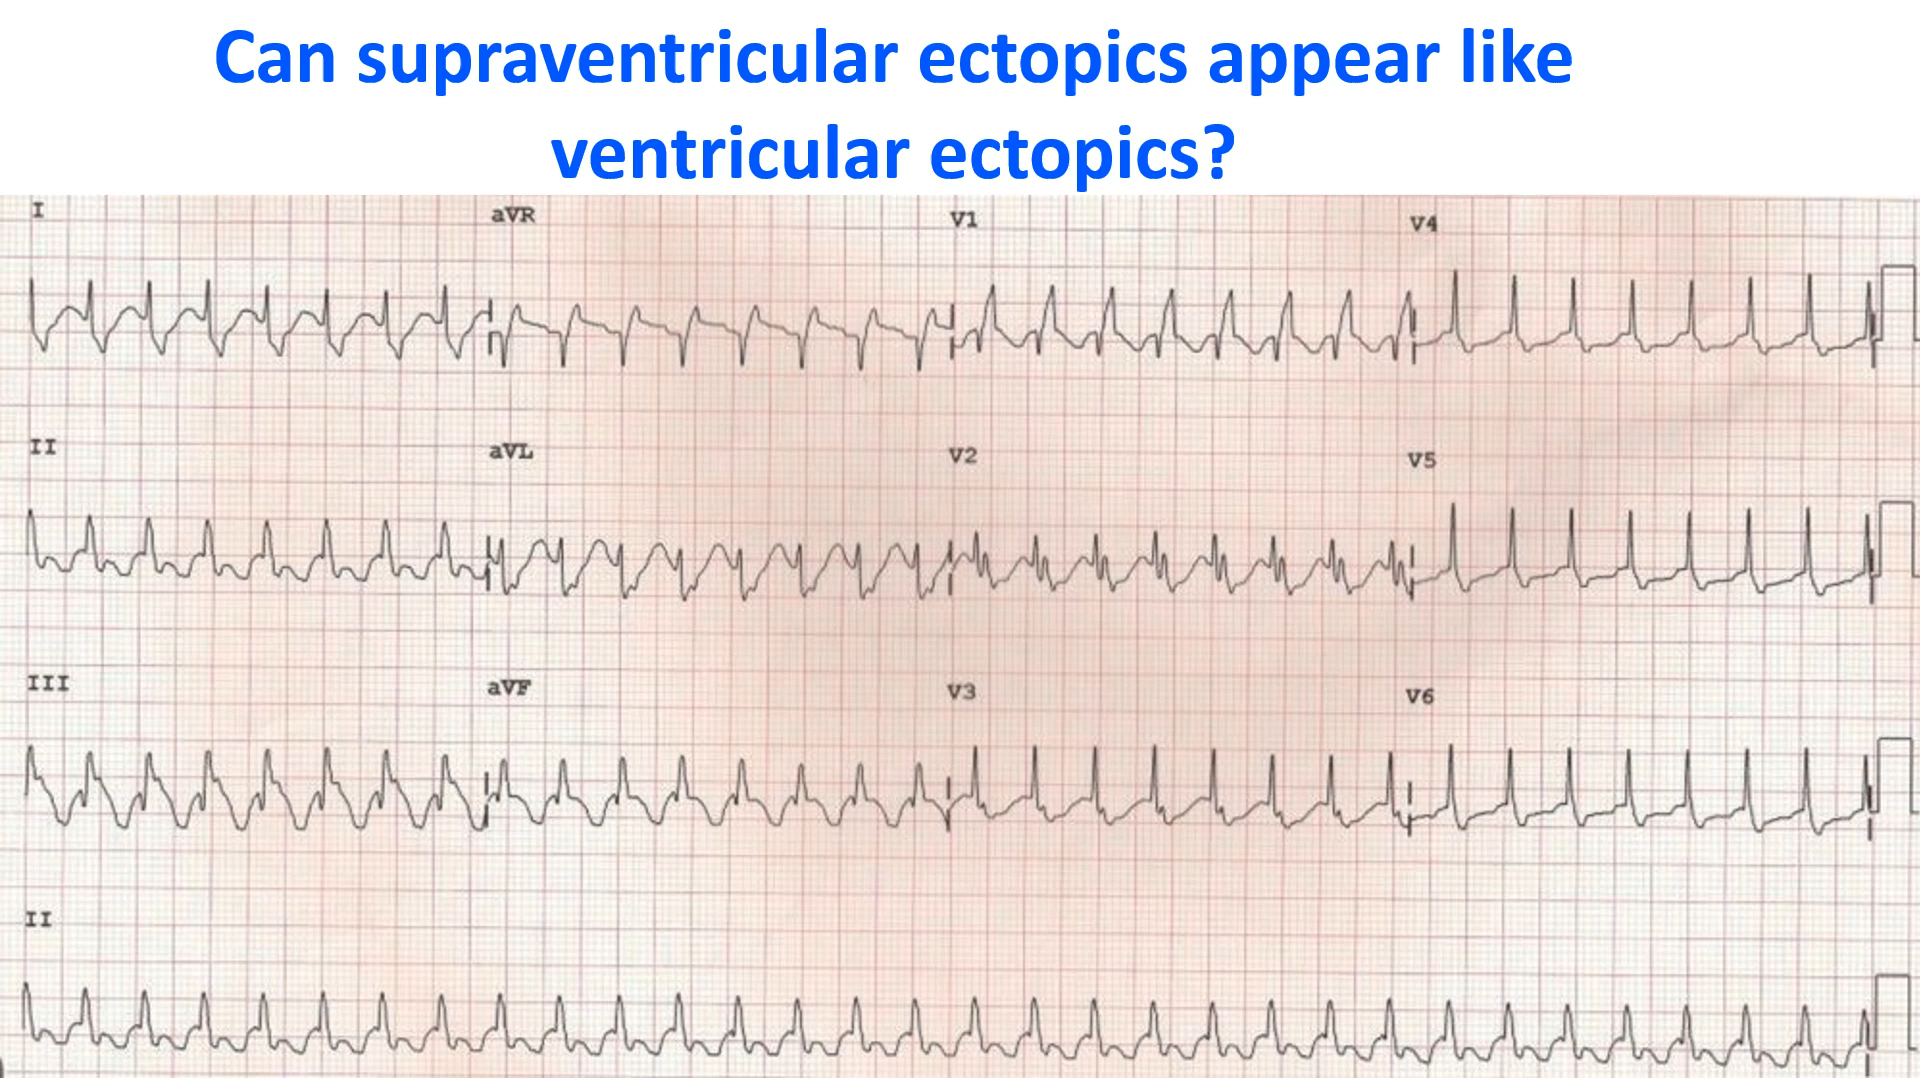 Can supraventricular ectopics appear like
ventricular ectopics?
I aVR V1 V4
II aVL V2 V5
III aVF V3 V6
II